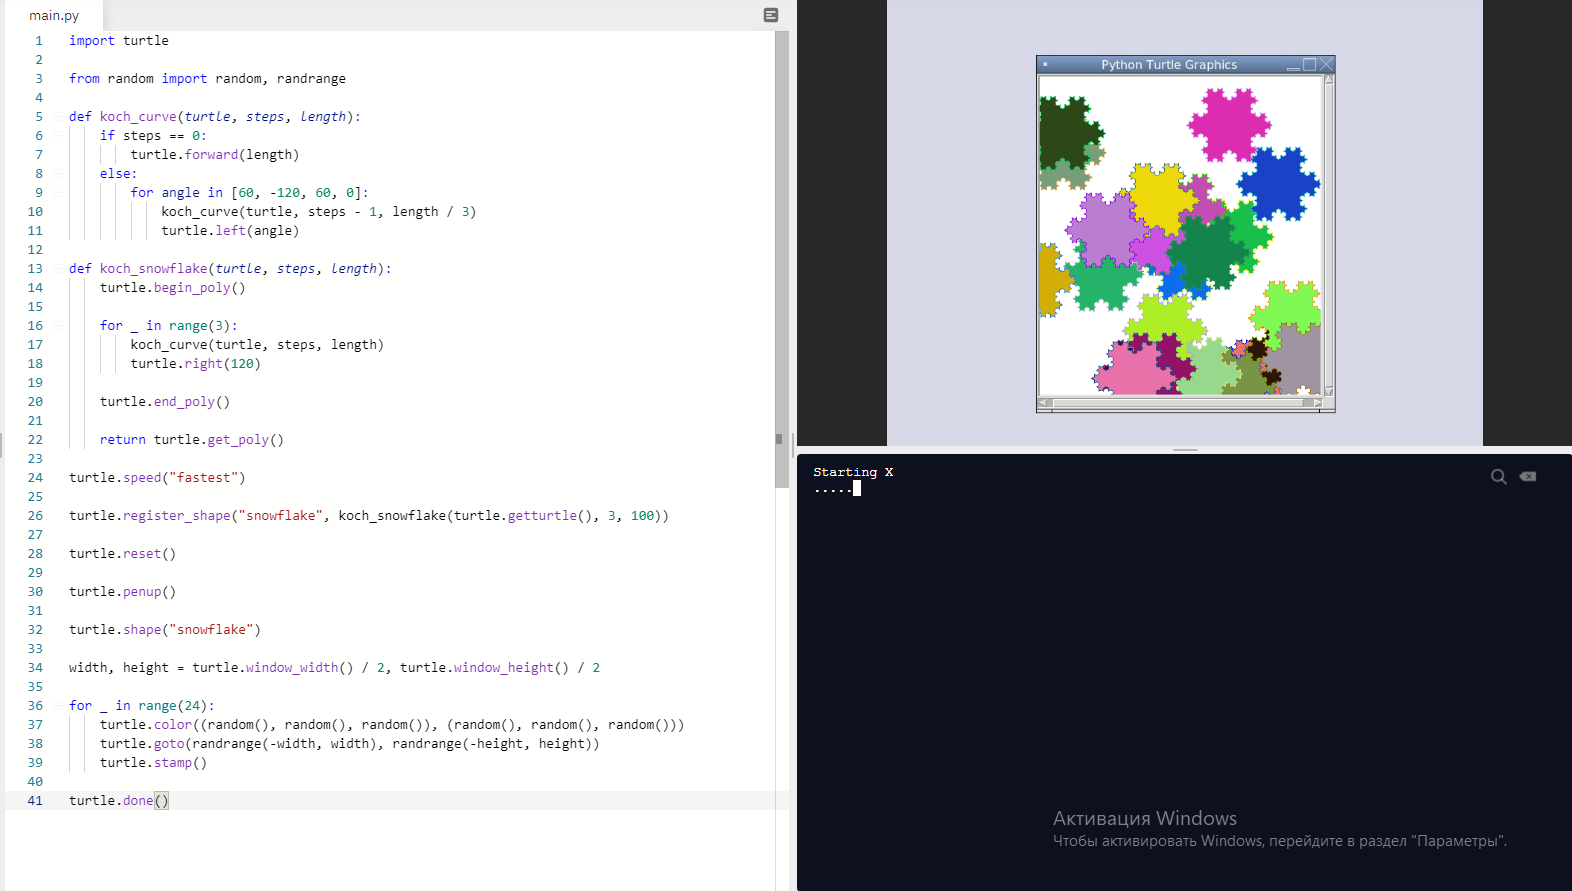 main.py
1 import turtle
2
3 from random import random, randrange
4
5 def koch_curve(turtle, steps, length):
6     if steps == 0:
7         turtle.forward(length)
8     else:
9         for angle in [60, -120, 60, 0]:
10             koch_curve(turtle, steps - 1, length / 3)
11             turtle.left(angle)
12
13 def koch_snowflake(turtle, steps, length):
14     turtle.begin_poly()
15
16     for _ in range(3):
17         koch_curve(turtle, steps, length)
18         turtle.right(120)
19
20     turtle.end_poly()
21
22     return turtle.get_poly()
23
24 turtle.speed("fastest")
25
26 turtle.register_shape("snowflake", koch_snowflake(turtle.getturtle(), 3, 100))
27
28 turtle.reset()
29
30 turtle.penup()
31
32 turtle.shape("snowflake")
33
34 width, height = turtle.window_width() / 2, turtle.window_height() / 2
35
36 for _ in range(24):
37     turtle.color((random(), random(), random()), (random(), random(), random()))
38     turtle.goto(randrange(-width, width), randrange(-height, height))
39     turtle.stamp()
40
41 turtle.done()
Python Turtle Graphics
Starting X
.....
Активация Windows
Чтобы активировать Windows, перейдите в раздел "Параметры".